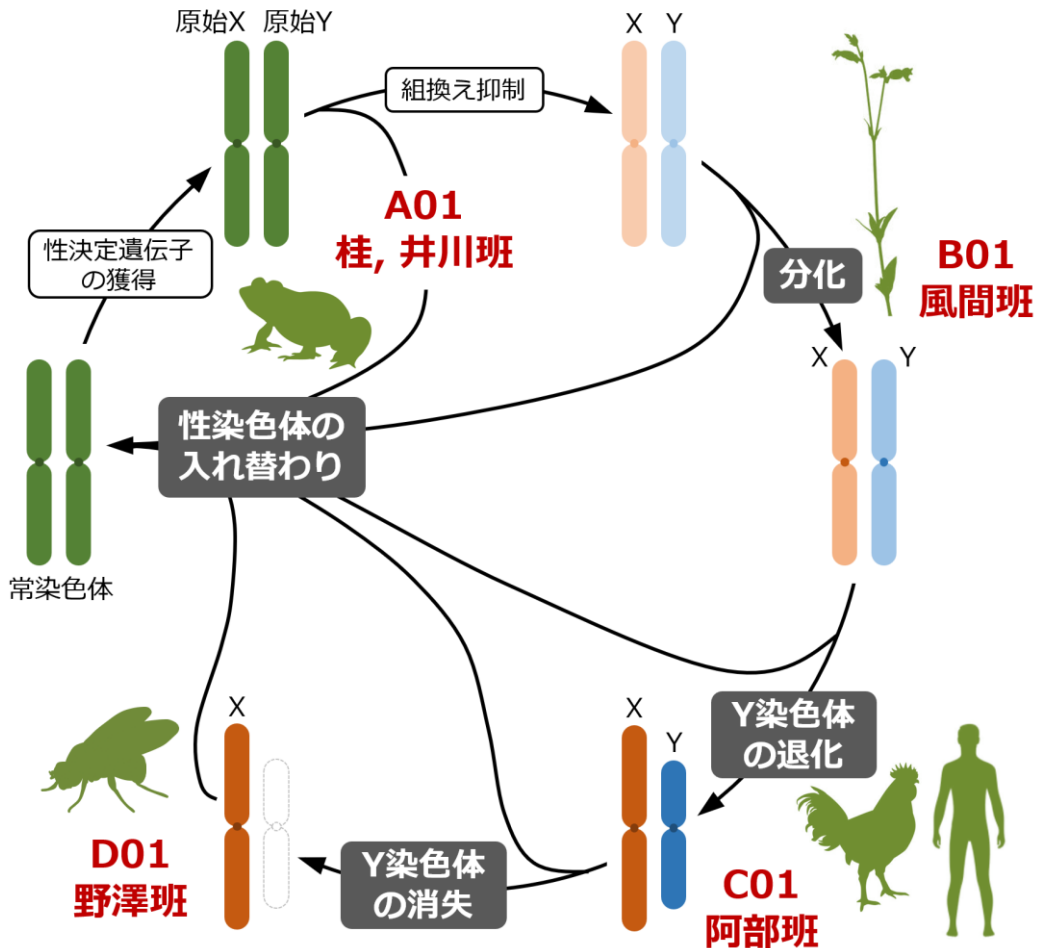 原始X 原始Y
X Y
組換え抑制
A01
桂, 井川班
性決定遺伝子
の獲得
分化
B01
風間班
X Y
性染色体の
入れ替わり
常染色体
X
Y染色体
の退化
X
Y
D01
野澤班
Y染色体
の消失
C01
阿部班